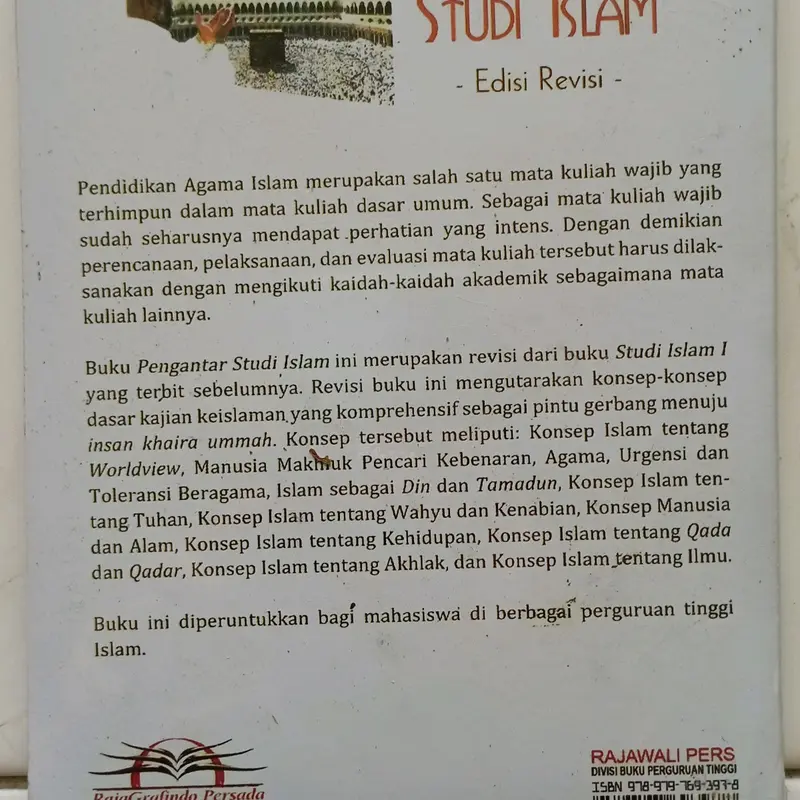 STUDI ISLAM
- Edisi Revisi -
Pendidikan Agama Islam merupakan salah satu mata kuliah wajib yang
terhimpun dalam mata kuliah dasar umum. Sebagai mata kuliah wajib
sudah seharusnya mendapat perhatian yang intens. Dengan demikian
perencanaan, pelaksanaan, dan evaluasi mata kuliah tersebut harus dilak-
sanakan dengan mengikuti kaidah-kaidah akademik sebagaimana mata
kuliah lainnya.
Buku Pengantar Studi Islam ini merupakan revisi dari buku Studi Islam I
yang terbit sebelumnya. Revisi buku ini mengutarakan konsep-konsep
dasar kajian keislaman yang komprehensif sebagai pintu gerbang menuju
insan khaira ummah. Konsep tersebut meliputi: Konsep Islam tentang
Worldview, Manusia Makhluk Pencari Kebenaran, Agama, Urgensi dan
Toleransi Beragama, Islam sebagai Din dan Tamadun, Konsep Islam ten-
tang Tuhan, Konsep Islam tentang Wahyu dan Kenabian, Konsep Manusia
dan Alam, Konsep Islam tentang Kehidupan, Konsep Islam tentang Qada
dan Qadar, Konsep Islam tentang Akhlak, dan Konsep Islam tentang Ilmu.
Buku ini diperuntukkan bagi mahasiswa di berbagai perguruan tinggi
Islam.
RajaGrafindo Persada
RAJAWALI PERS
DIVISI BUKU PERGURUAN TINGGI
ISBN 978-979-769-397-8